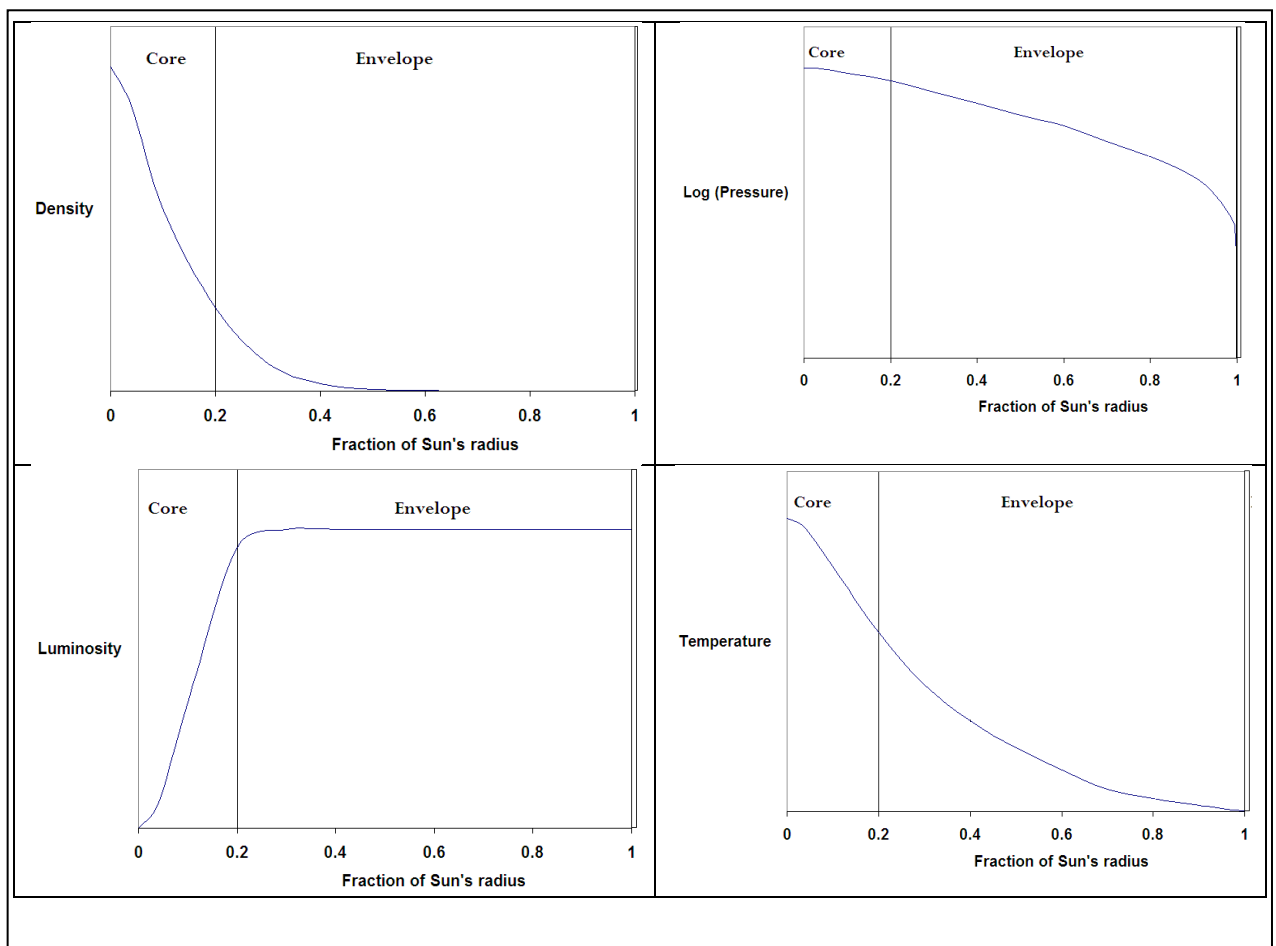 Core Envelope
Density
0 0.2 0.4 0.6 0.8 1
Fraction of Sun's radius
Core Envelope
Log (Pressure)
0 0.2 0.4 0.6 0.8 1
Fraction of Sun's radius
Core Envelope
Luminosity
0 0.2 0.4 0.6 0.8 1
Fraction of Sun's radius
Core Envelope
Temperature
0 0.2 0.4 0.6 0.8 1
Fraction of Sun's radius